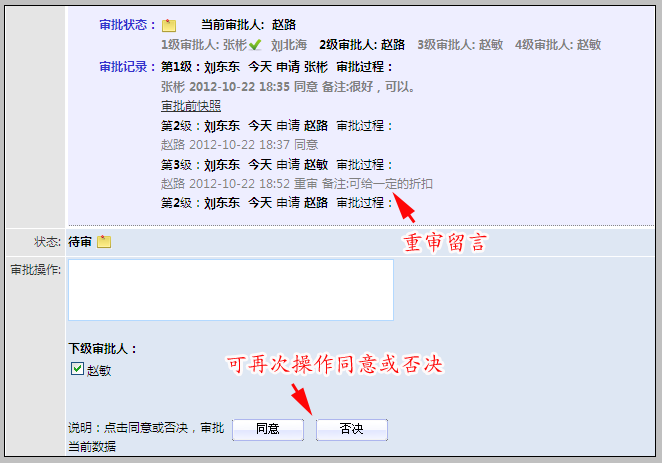 审批状态： 当前审批人: 赵路
1级审批人: 张彬 刘北海 2级审批人: 赵路 3级审批人: 赵敏 4级审批人: 赵敏
审批记录：第1级：刘东东 今天 申请 张彬 审批过程：
张彬 2012-10-22 18:35 同意 备注:很好，可以。
审批前快照
第2级：刘东东 今天 申请 赵路 审批过程：
赵路 2012-10-22 18:37 同意
第3级：刘东东 今天 申请 赵敏 审批过程：
赵路 2012-10-22 18:52 重审 备注:可给一定的折扣
第2级：刘东东 今天 申请 赵路 审批过程：
重审留言
状态: 待审
审批操作:
下级审批人：
赵敏
可再次操作同意或否决
说明：点击同意或否决，审批
当前数据
同意 否决